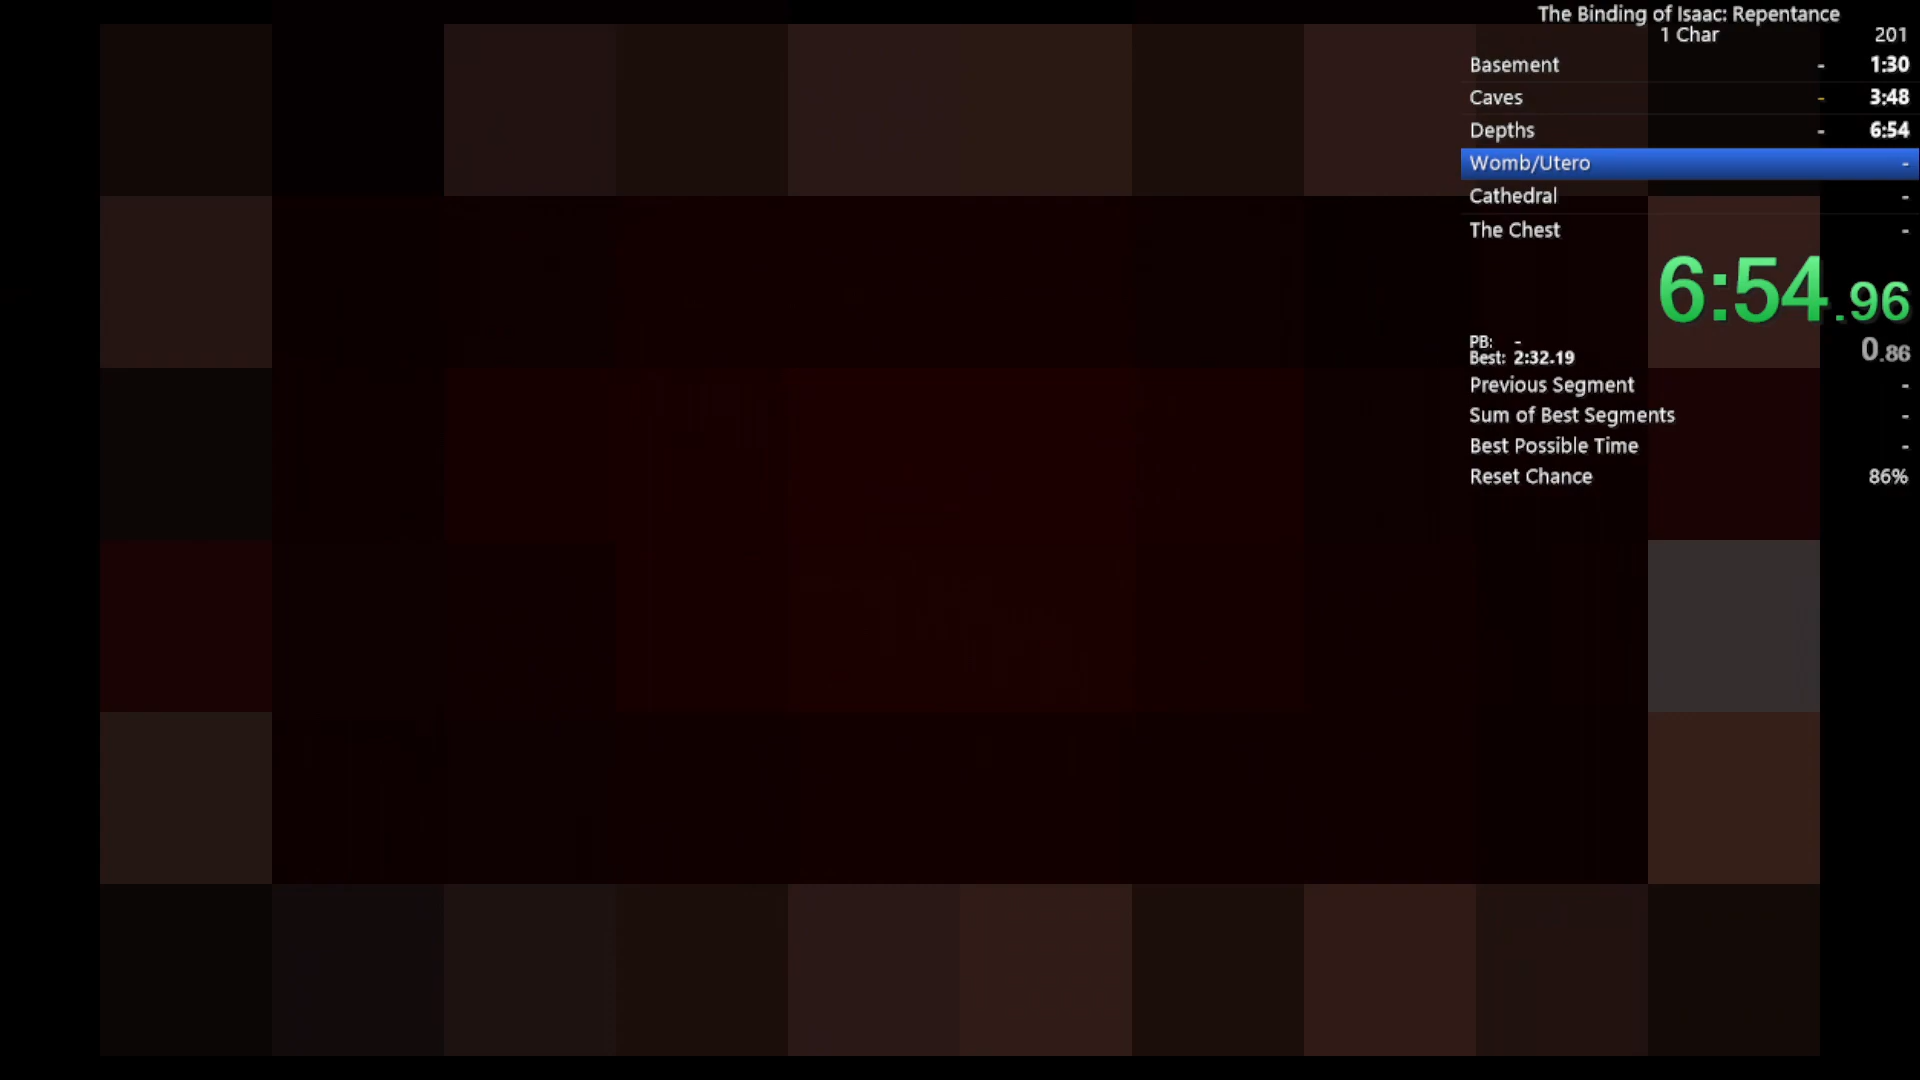 The Binding of Isaac: Repentance
1 Char 201
Basement - 1:30
Caves - 3:48
Depths - 6:54
Womb/Utero -
Cathedral -
The Chest -
6:54.96
PB: - 0.86
Best: 2:32.19
Previous Segment -
Sum of Best Segments -
Best Possible Time -
Reset Chance 86%